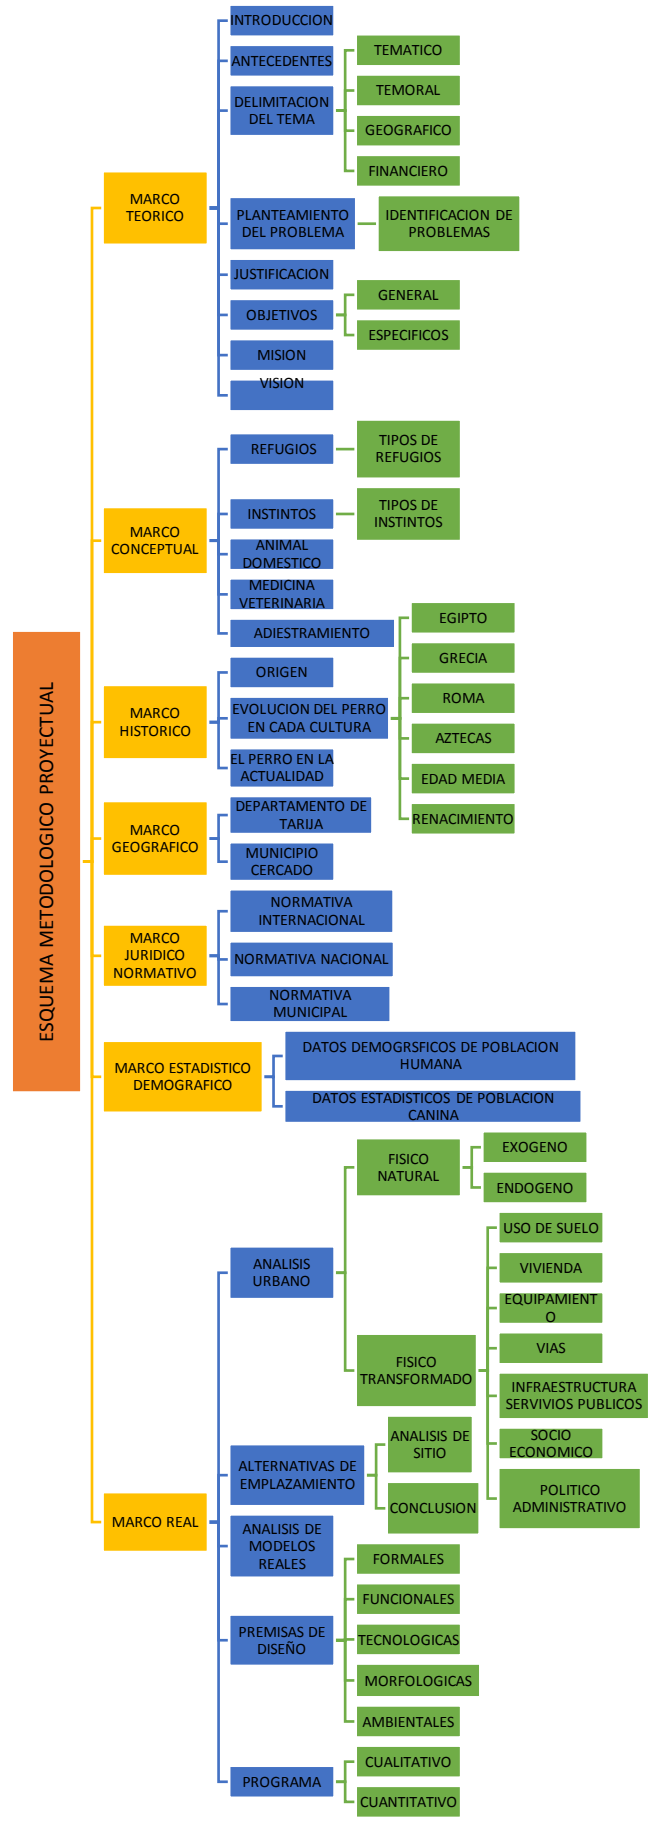 ESQUEMA METODOLOGICO PROYECTUAL
MARCO
TEORICO
INTRODUCCION
ANTECEDENTES
DELIMITACION
DEL TEMA
TEMATICO
TEMORAL
GEOGRAFICO
FINANCIERO
PLANTEAMIENTO
DEL PROBLEMA
IDENTIFICACION DE
PROBLEMAS
JUSTIFICACION
OBJETIVOS
GENERAL
ESPECIFICOS
MISION
VISION
MARCO
CONCEPTUAL
REFUGIOS
TIPOS DE
REFUGIOS
INSTINTOS
TIPOS DE
INSTINTOS
ANIMAL
DOMESTICO
MEDICINA
VETERINARIA
ADIESTRAMIENTO
MARCO
HISTORICO
ORIGEN
EVOLUCION DEL PERRO
EN CADA CULTURA
EGIPTO
GRECIA
ROMA
AZTECAS
EDAD MEDIA
RENACIMIENTO
EL PERRO EN LA
ACTUALIDAD
MARCO
GEOGRAFICO
DEPARTAMENTO DE
TARIJA
MUNICIPIO
CERCADO
MARCO
JURIDICO
NORMATIVO
NORMATIVA
INTERNACIONAL
NORMATIVA NACIONAL
NORMATIVA
MUNICIPAL
MARCO ESTADISTICO
DEMOGRAFICO
DATOS DEMOGRSFICOS DE POBLACION
HUMANA
DATOS ESTADISTICOS DE POBLACION
CANINA
MARCO REAL
ANALISIS
URBANO
FISICO
NATURAL
EXOGENO
ENDOGENO
FISICO
TRANSFORMADO
USO DE SUELO
VIVIENDA
EQUIPAMIENT
O
VIAS
INFRAESTRUCTURA
SERVIVIOS PUBLICOS
SOCIO
ECONOMICO
POLITICO
ADMINISTRATIVO
ALTERNATIVAS DE
EMPLAZAMIENTO
ANALISIS DE
SITIO
CONCLUSION
ANALISIS DE
MODELOS
REALES
PREMISAS DE
DISEÑO
FORMALES
FUNCIONALES
TECNOLOGICAS
MORFOLOGICAS
AMBIENTALES
PROGRAMA
CUALITATIVO
CUANTITATIVO